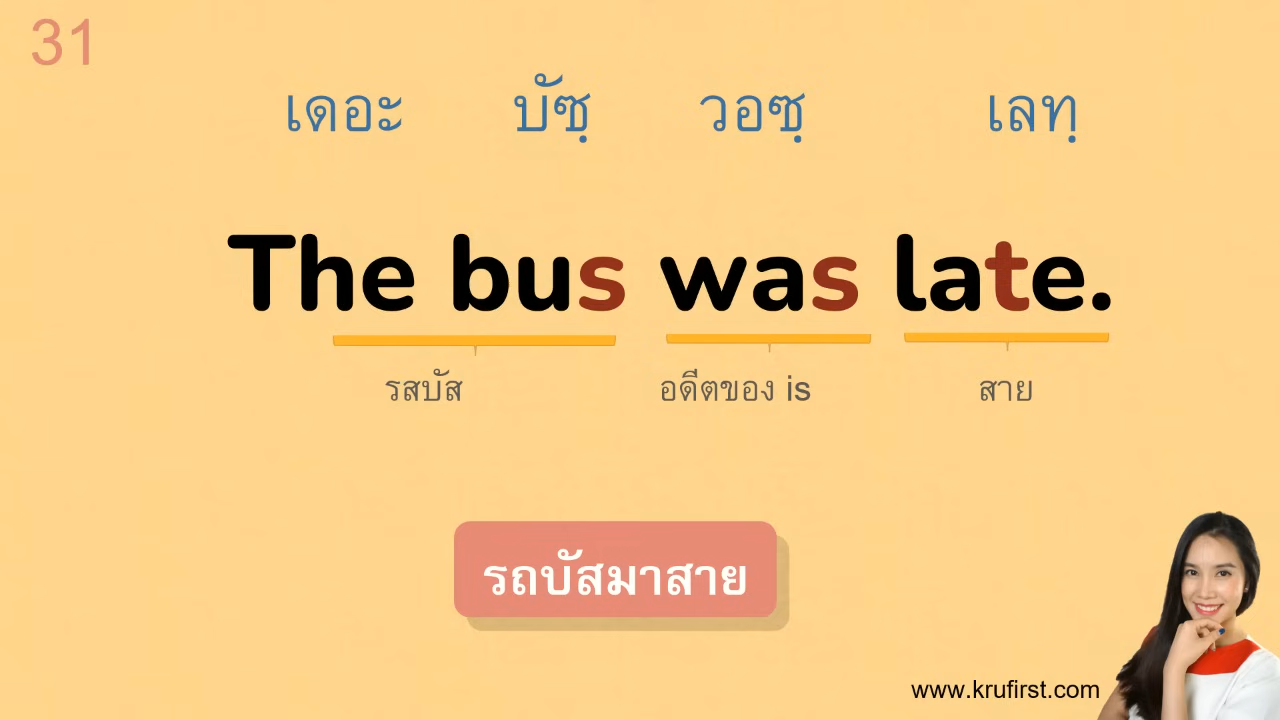 31
เดอะ บัซฺ วอซฺ เลทฺ
The bus was late.
รสบัส อดีตของ is สาย
รถบัสมาสาย
www.krufirst.com